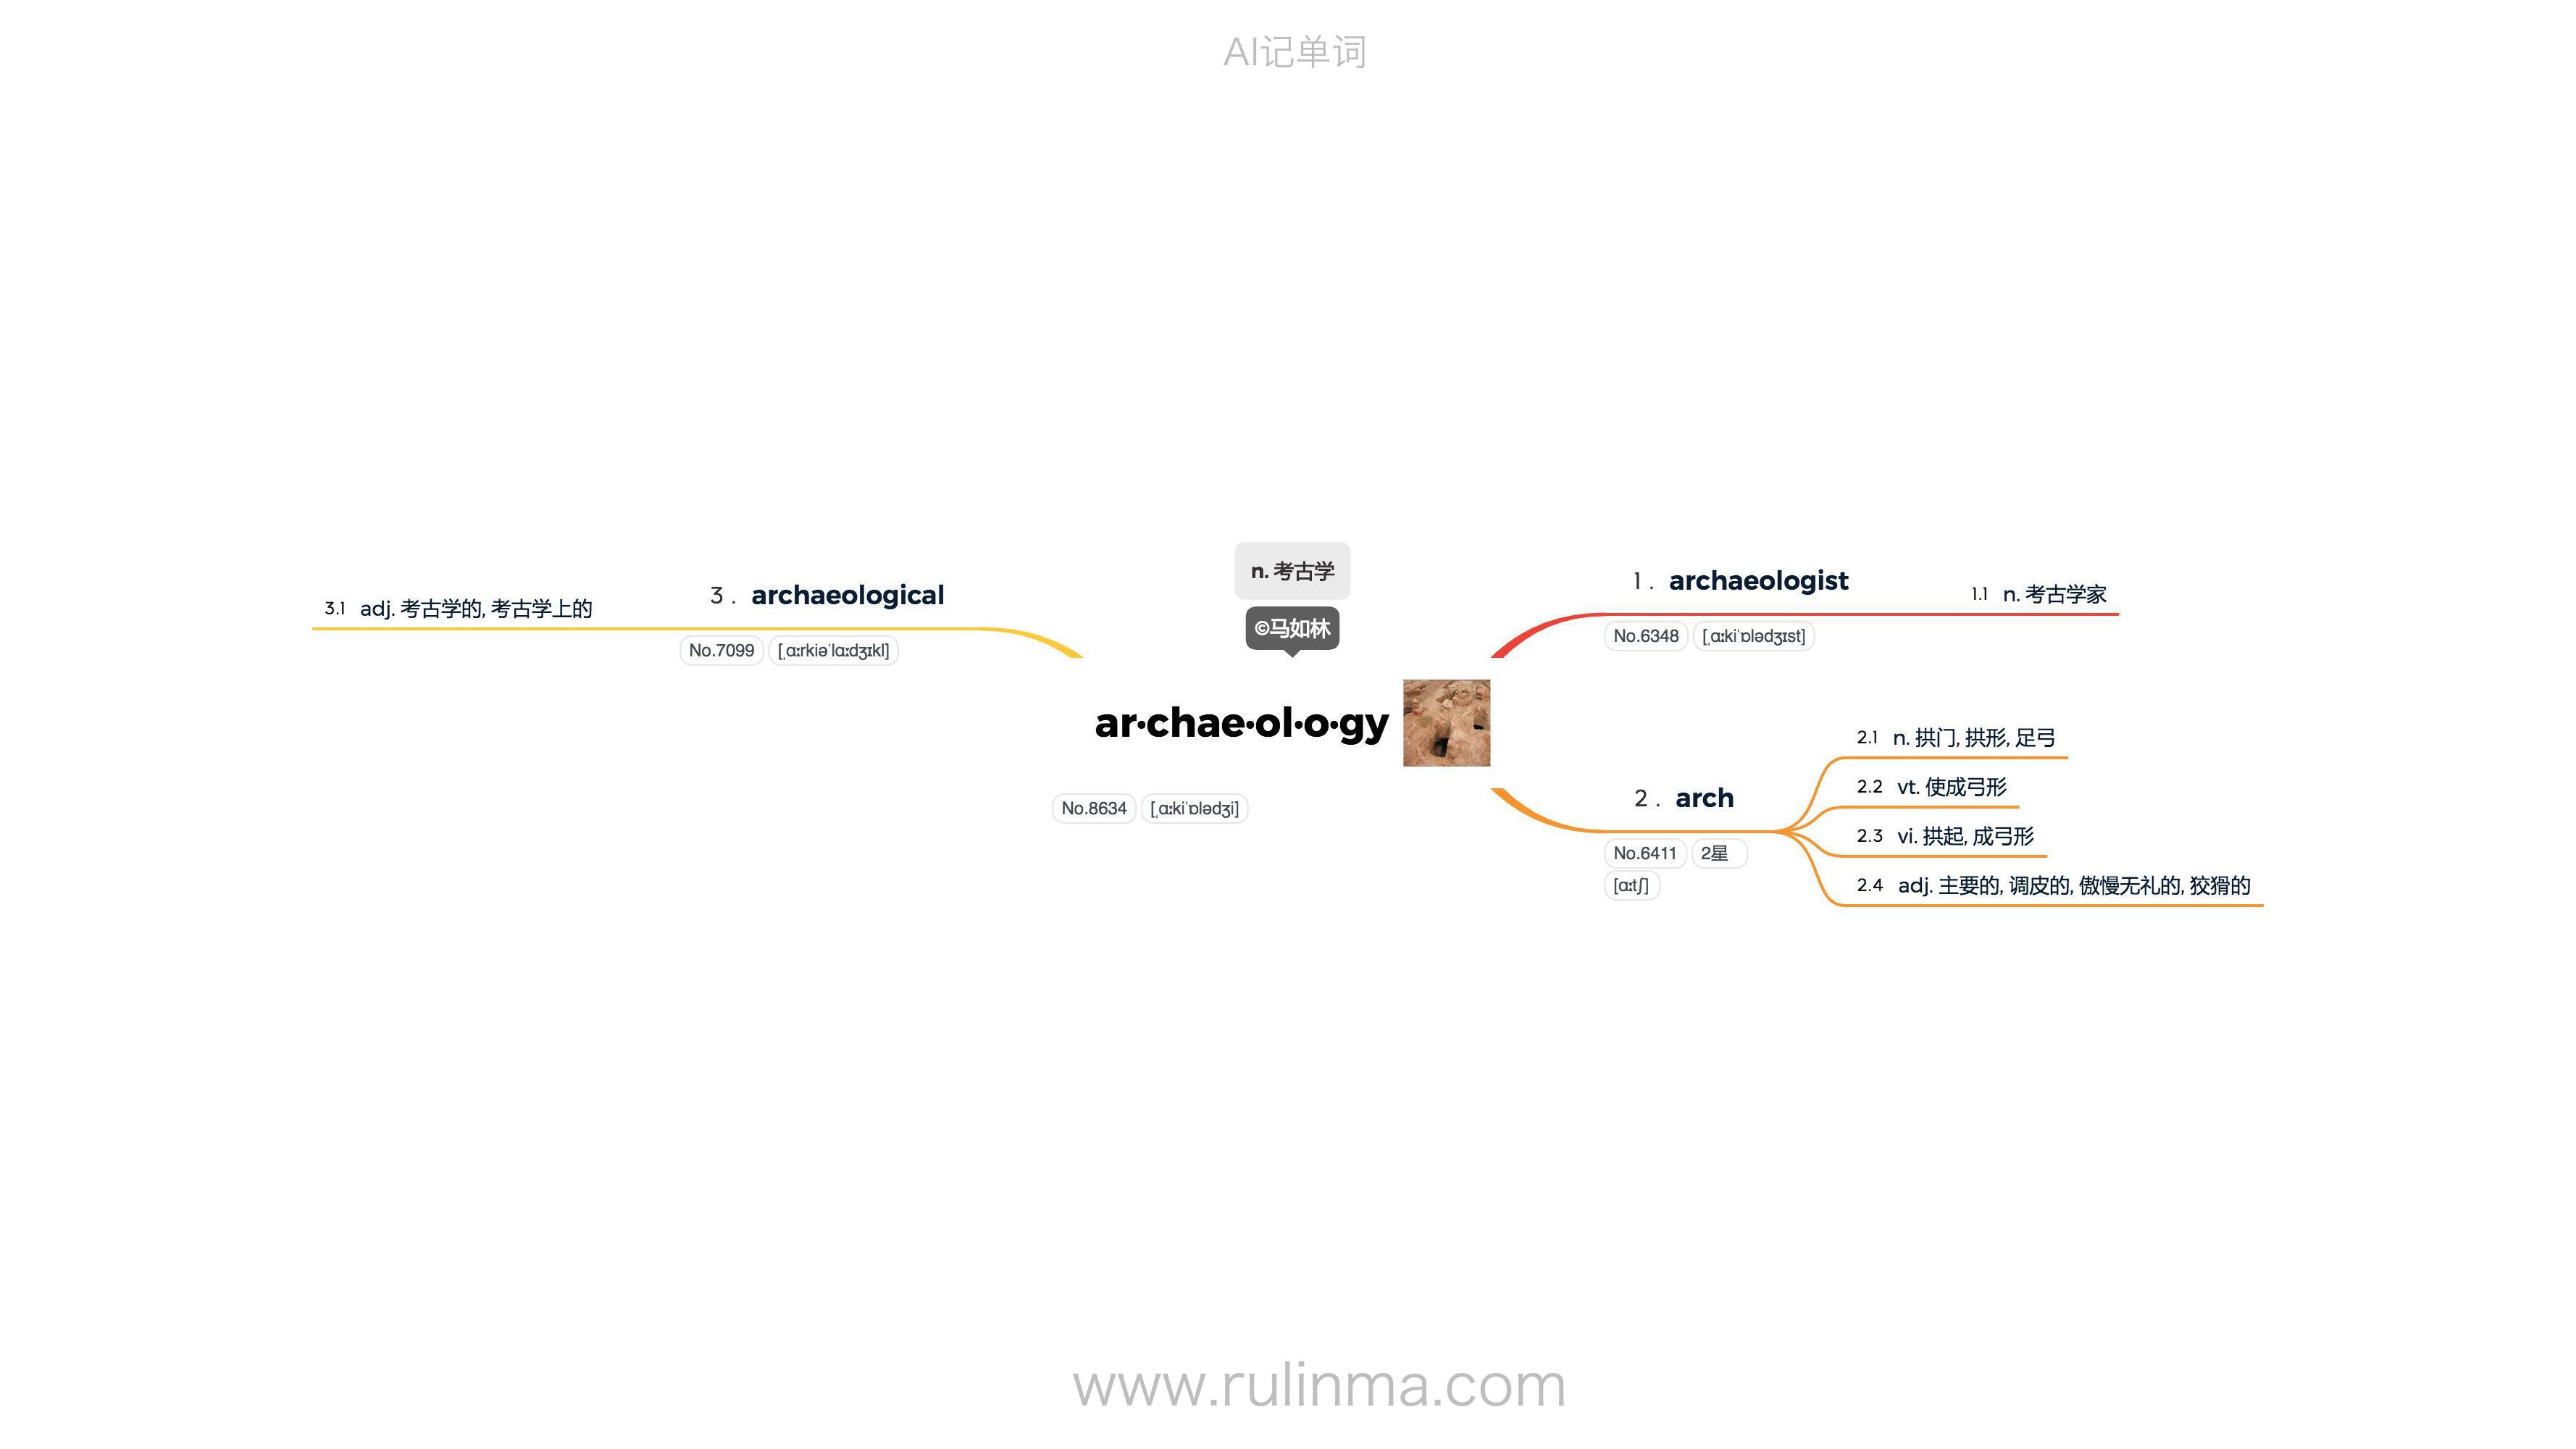 AI记单词
n. 考古学
©马如林
ar·chae·ol·o·gy
No.8634 [ˌɑːkiˈɒlədʒi]
1 . archaeologist
No.6348 [ˌɑːkiˈɒlədʒɪst]
1.1 n. 考古学家
2 . arch
No.6411 2星
[ɑːtʃ]
2.1 n. 拱门, 拱形, 足弓
2.2 vt. 使成弓形
2.3 vi. 拱起, 成弓形
2.4 adj. 主要的, 调皮的, 傲慢无礼的, 狡猾的
3 . archaeological
No.7099 [ˌɑːrkiəˈlɑːdʒɪkl]
3.1 adj. 考古学的, 考古学上的
www.rulinma.com